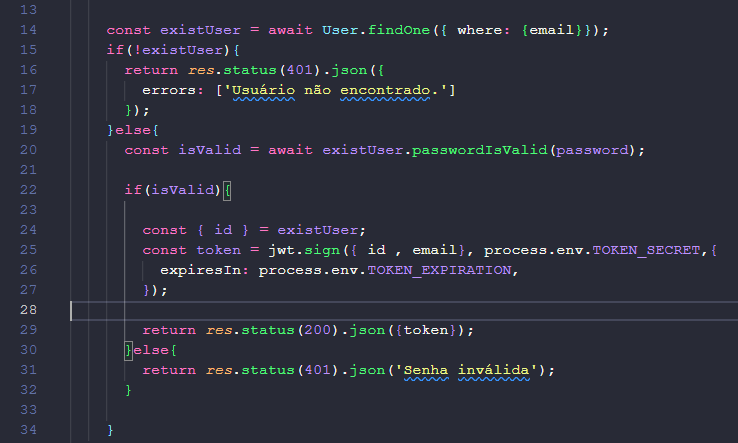 13
14 const existUser = await User.findOne({ where: {email}});
15 if(!existUser){
16 return res.status(401).json({
17 errors: ['Usuário não encontrado.']
18 });
19 }else{
20 const isValid = await existUser.passwordIsValid(password);
21
22 if(isValid){
23
24 const { id } = existUser;
25 const token = jwt.sign({ id , email}, process.env.TOKEN_SECRET,{
26 expiresIn: process.env.TOKEN_EXPIRATION,
27 });
28
29 return res.status(200).json({token});
30 }else{
31 return res.status(401).json('Senha inválida');
32 }
33
34 }